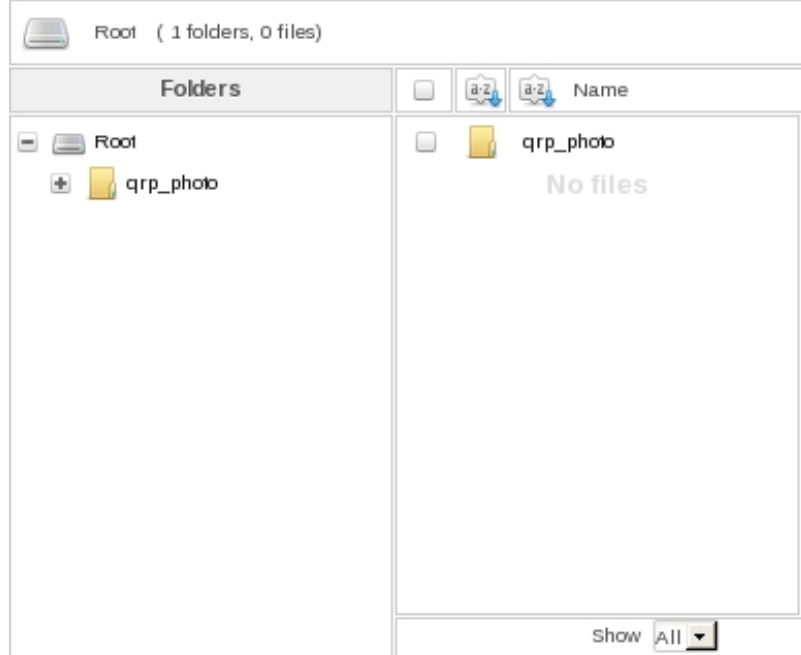 Root ( 1 folders, 0 files)
Folders
a-z a-z Name
Root
qrp_photo
qrp_photo
No files
Show All